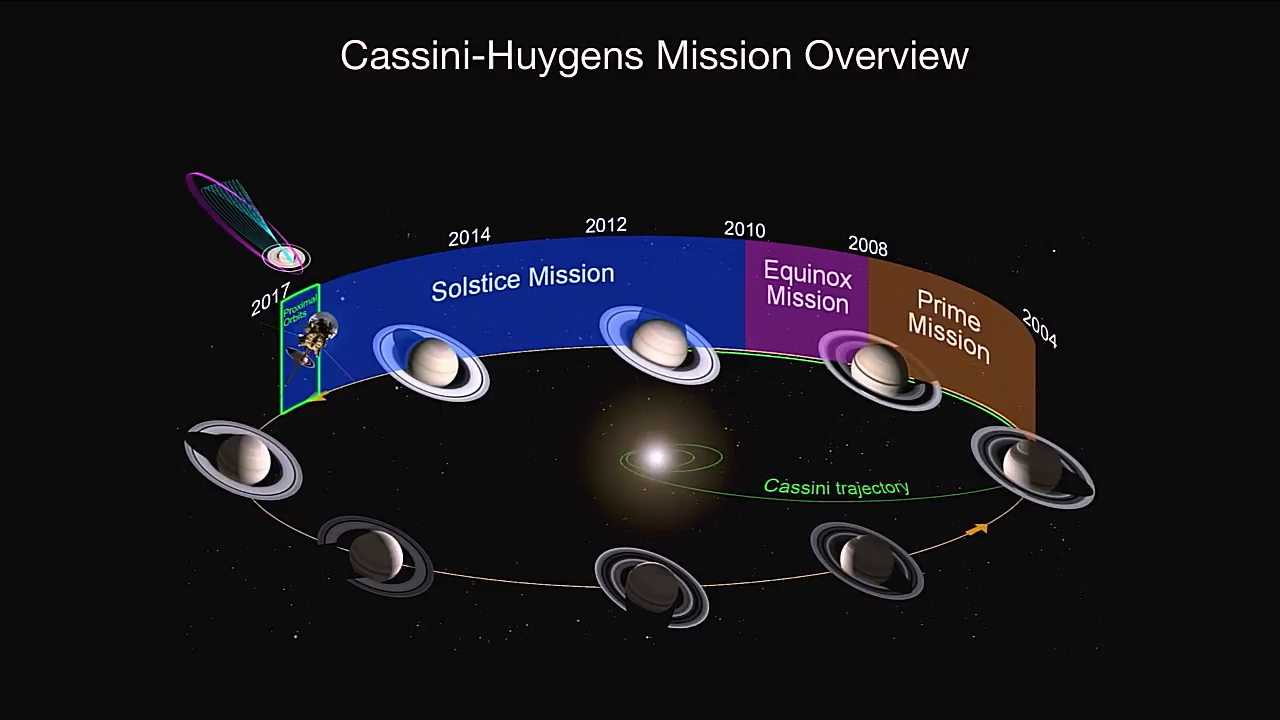 Cassini-Huygens Mission Overview
2014
2012
2010
2008
2004
2017
Solstice Mission
Equinox
Mission
Prime
Mission
Proximal
Orbits
Cassini trajectory